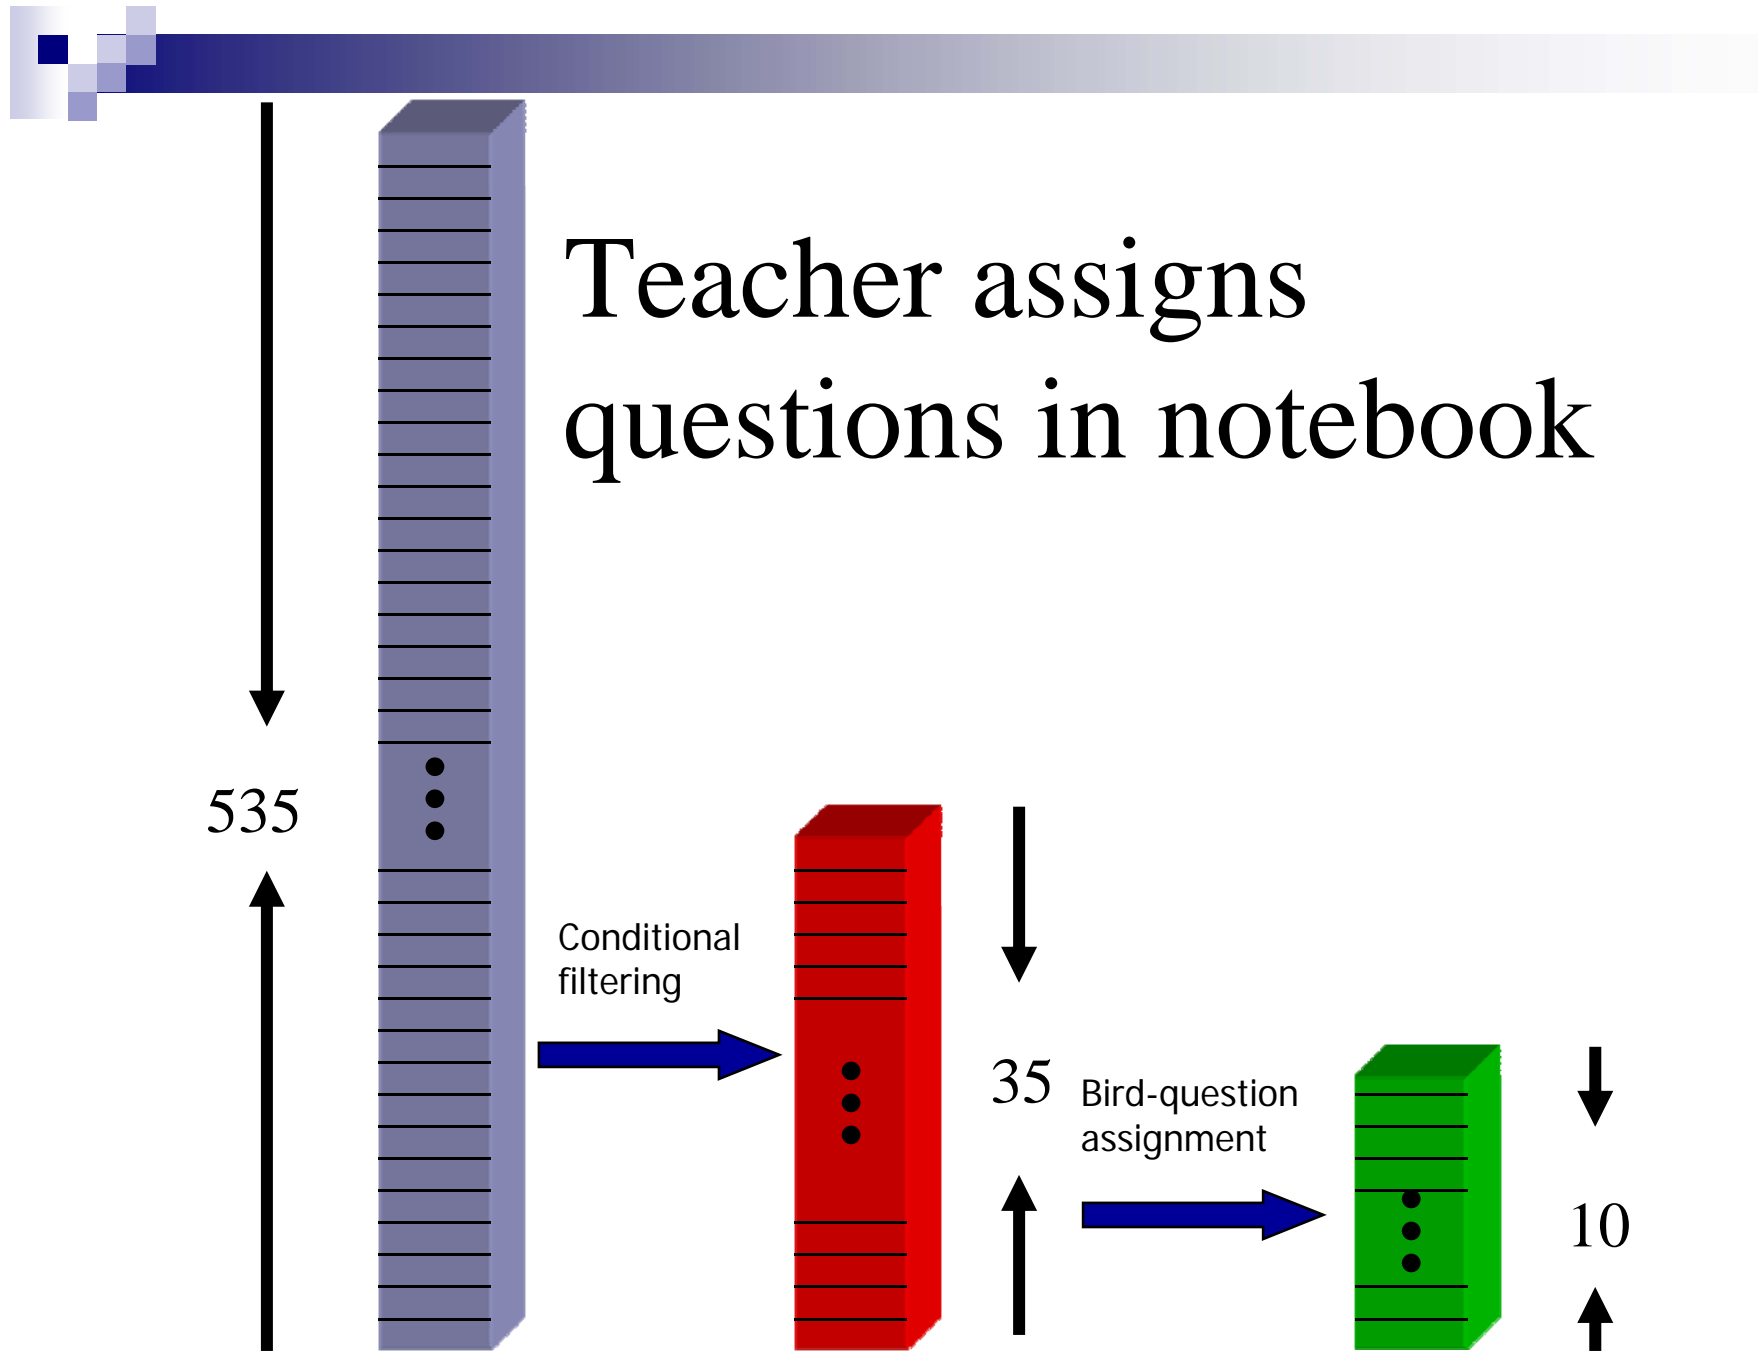 Teacher assigns
questions in notebook
535
Conditional
filtering
35
Bird-question
assignment
10